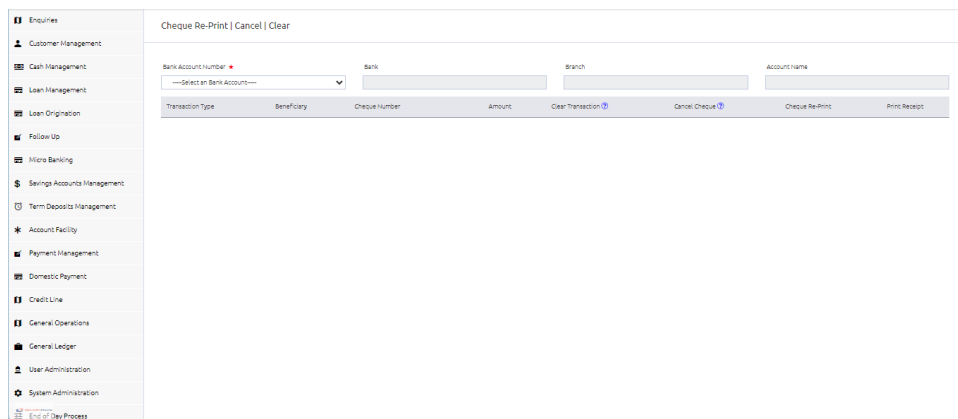 Enquiries
Customer Management
Cash Management
Loan Management
Loan Origination
Follow Up
Micro Banking
Savings Accounts Management
Term Deposits Management
Account Facility
Payment Management
Domestic Payment
Credit Line
General Operations
General Ledger
User Administration
System Administration
End of Day Process
Cheque Re-Print | Cancel | Clear
Bank Account Number ★ Bank Branch Account Name
----Select an Bank Account----
Transaction Type Beneficiary Cheque Number Amount Clear Transaction ? Cancel Cheque ? Cheque Re-Print Print Receipt